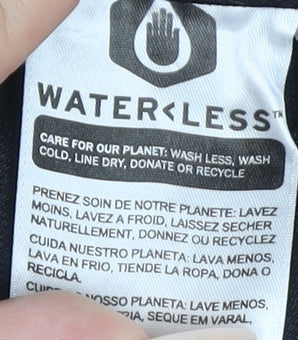 WATER<LESS™
CARE FOR OUR PLANET: WASH LESS, WASH
COLD, LINE DRY, DONATE OR RECYCLE
PRENEZ SOIN DE NOTRE PLANETE: LAVEZ
MOINS, LAVEZ A FROID, LAISSEZ SECHER
NATURELLEMENT, DONNEZ OU RECYCLEZ
CUIDA NUESTRO PLANETA: LAVA MENOS,
LAVA EN FRIO, TIENDE LA ROPA, DONA O
RECICLA.
NOSSO PLANETA: LAVE MENOS,
SEQUE EM VARAL,